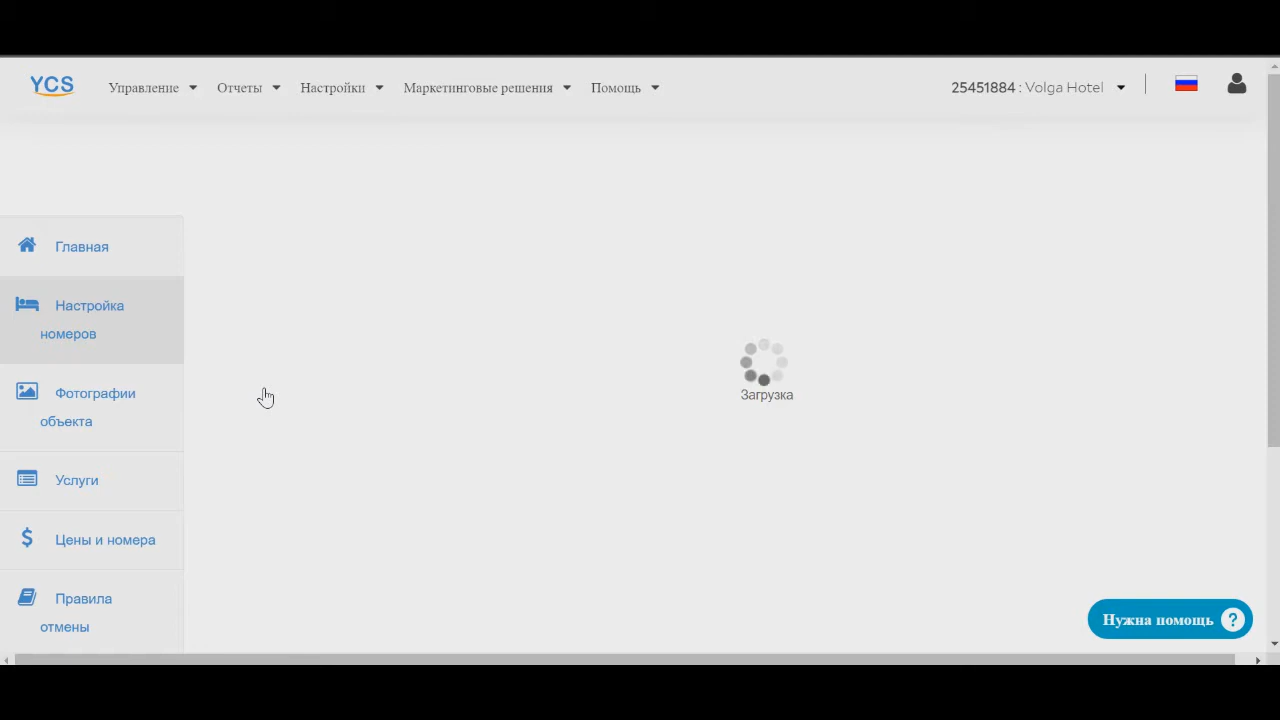 YCS
Управление
Отчеты
Настройки
Маркетинговые решения
Помощь
25451884 : Volga Hotel
Главная
Настройка
номеров
Фотографии
объекта
Услуги
Цены и номера
Правила
отмены
Загрузка
Нужна помощь ?